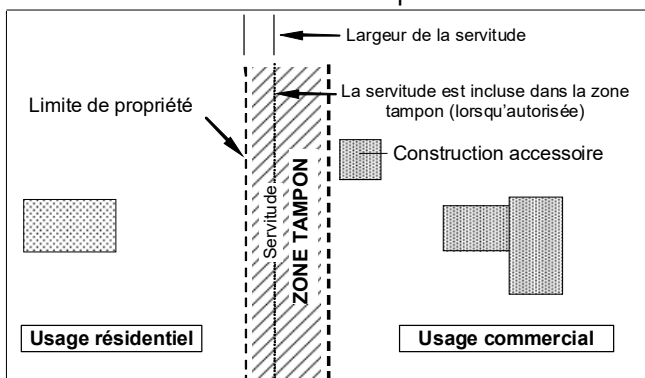 Largeur de la servitude
La servitude est incluse dans la zone
tampon (lorsqu'autorisée)
Limite de propriété
Construction accessoire
Servitude
ZONE TAMPON
Usage résidentiel
Usage commercial